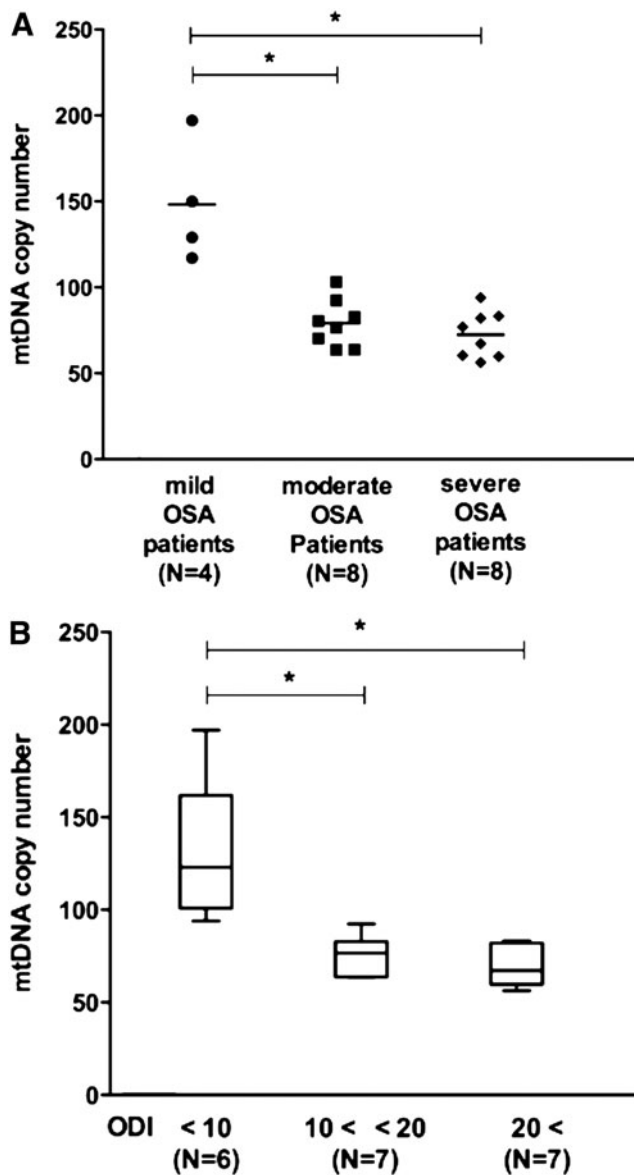 A
250
200
150
100
50
0
mtDNA copy number
*
*
mild moderate severe
OSA OSA OSA
patients Patients patients
(N=4) (N=8) (N=8)
B
250
200
150
100
50
0
mtDNA copy number
*
*
ODI < 10 10 < < 20 20 <
(N=6) (N=7) (N=7)